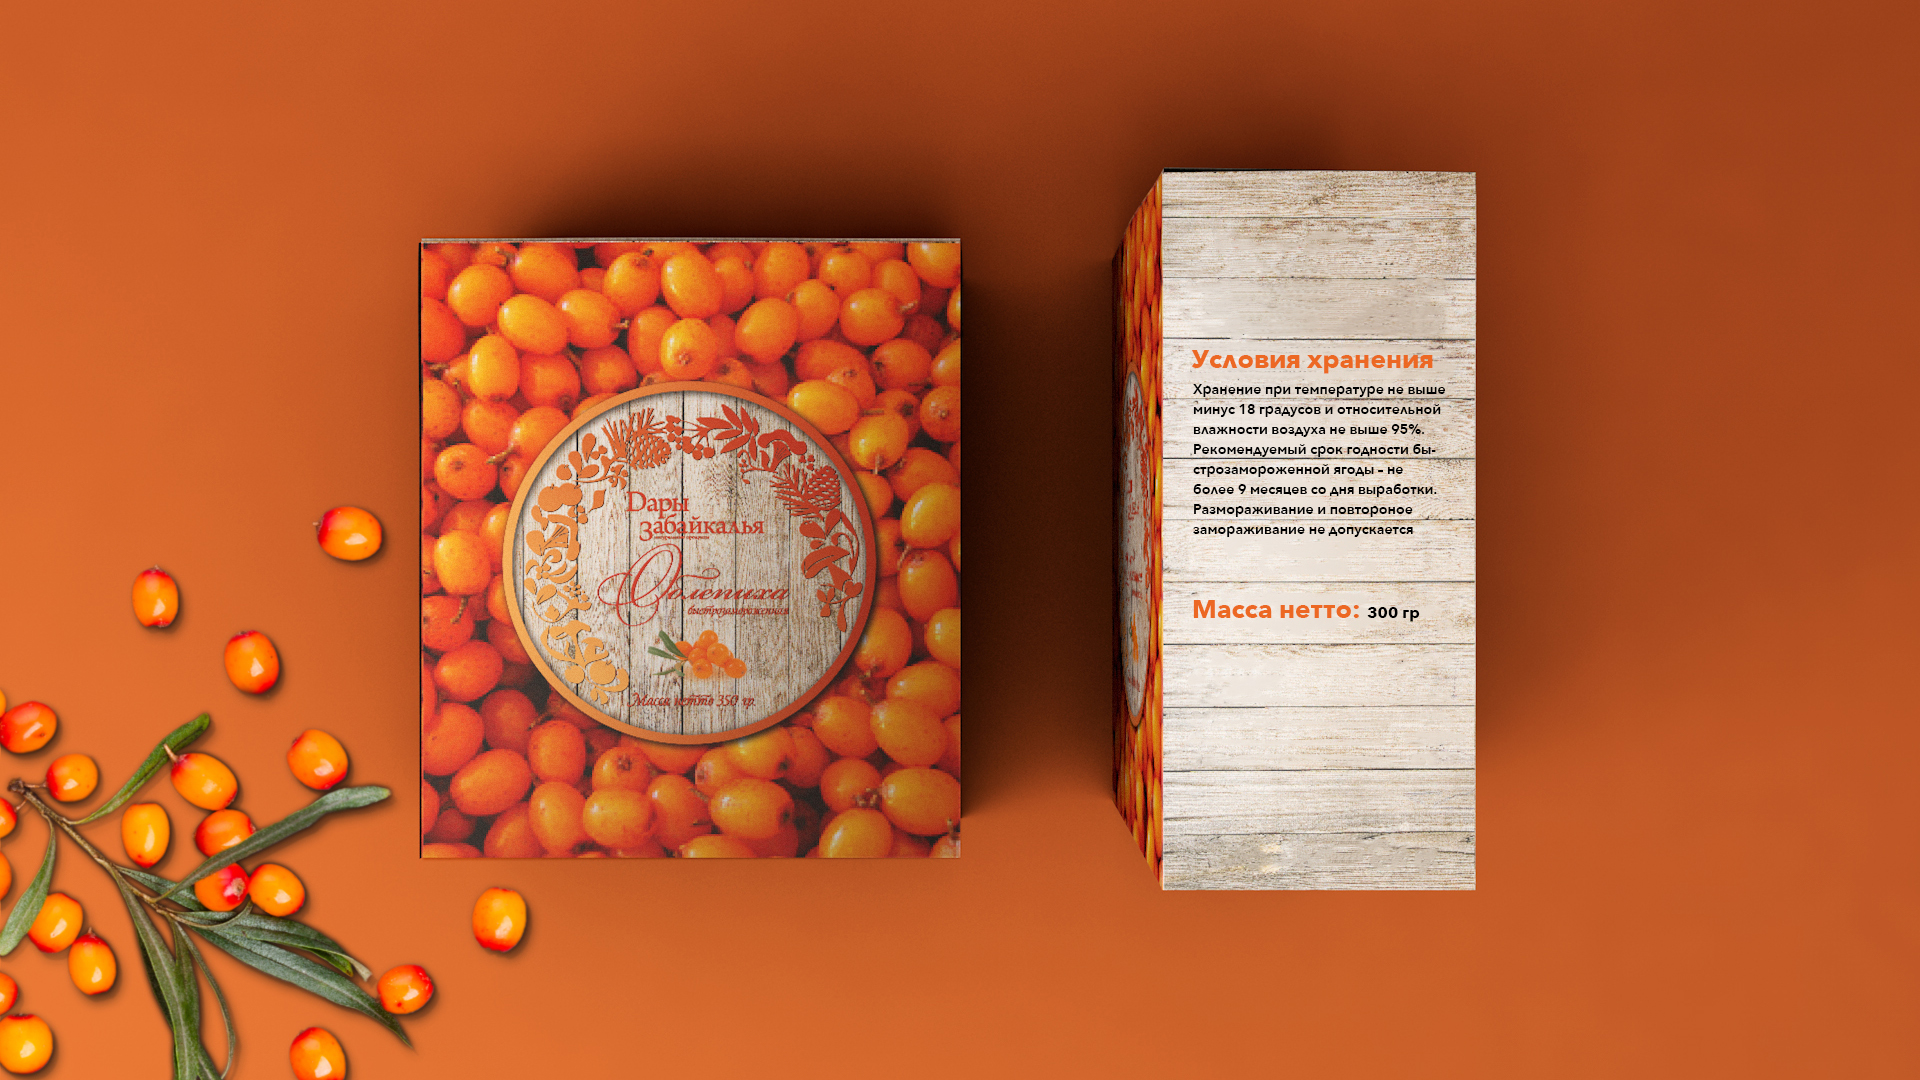 Дары
забайкалья
Облепиха
быстрозамороженная
Масса нетто 350 гр.
Условия хранения
Хранение при температуре не выше
минус 18 градусов и относительной
влажности воздуха не выше 95%.
Рекомендуемый срок годности бы-
строзамороженной ягоды – не
более 9 месяцев со дня выработки.
Размораживание и повтороное
замораживание не допускается
Масса нетто: 300 гр